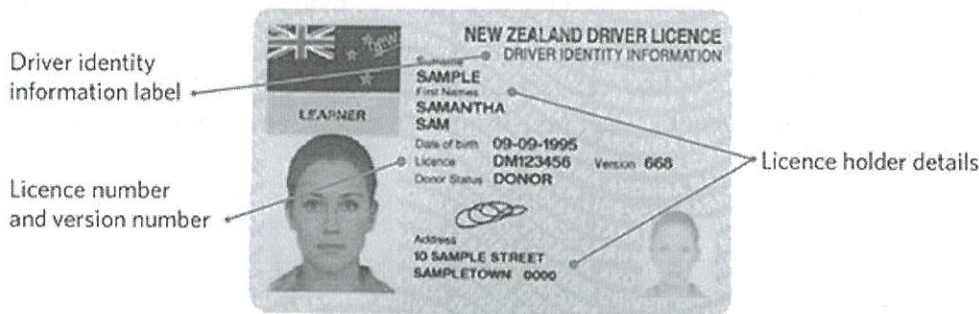 NEW ZEALAND DRIVER LICENCE
DRIVER IDENTITY INFORMATION
Driver identity
information label
SAMPLE
First Names
LEARNER
SAMANTHA
SAM
Date of birth 09-09-1995
Licence DM123456 Version 668
Donor Status DONOR
Licence holder details
Licence number
and version number
Address
10 SAMPLE STREET
SAMPLETOWN 0000